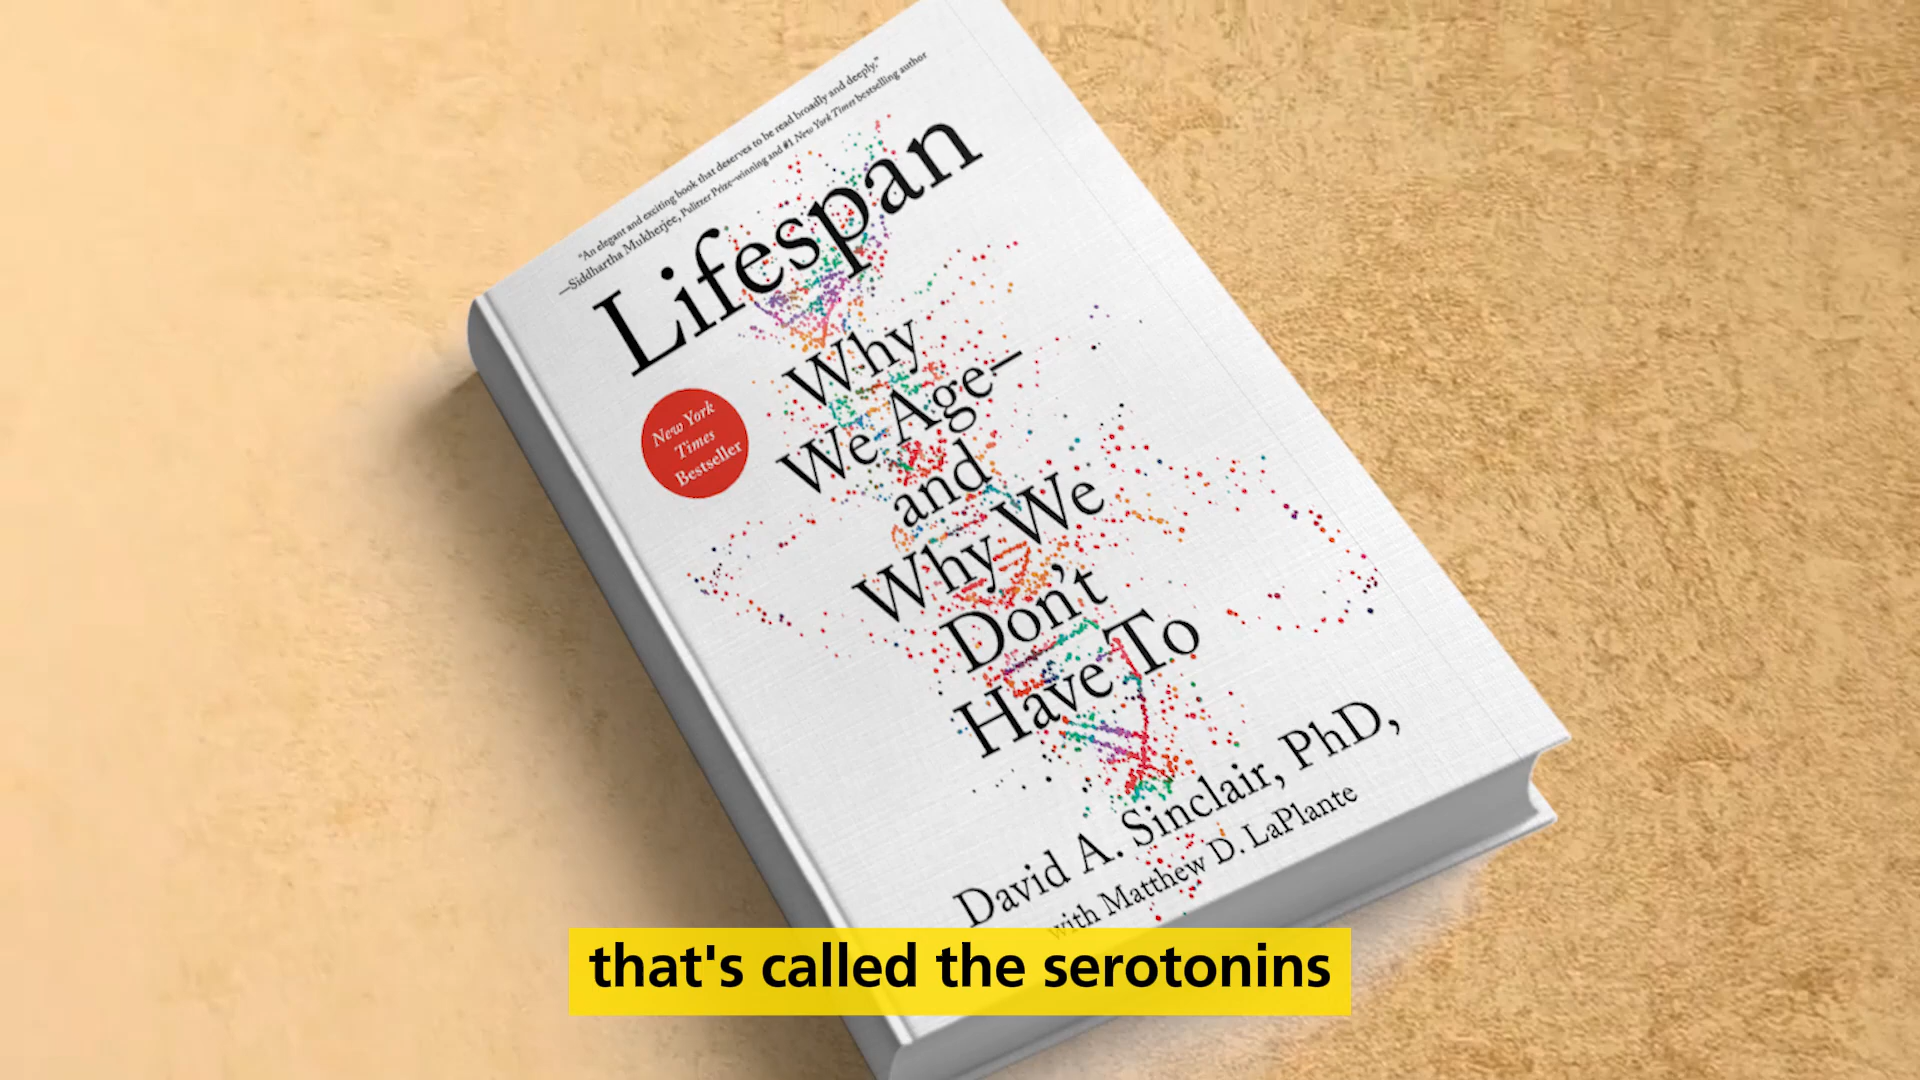 "An elegant and exciting book that deserves to be read broadly and deeply."
—Siddhartha Mukherjee, Pulitzer Prize–winning and #1 New York Times bestselling author
Lifespan
New York
Times
Bestseller
Why
We Age—
and
Why We
Don't
Have To
David A. Sinclair, PhD,
with Matthew D. LaPlante
that's called the serotonins